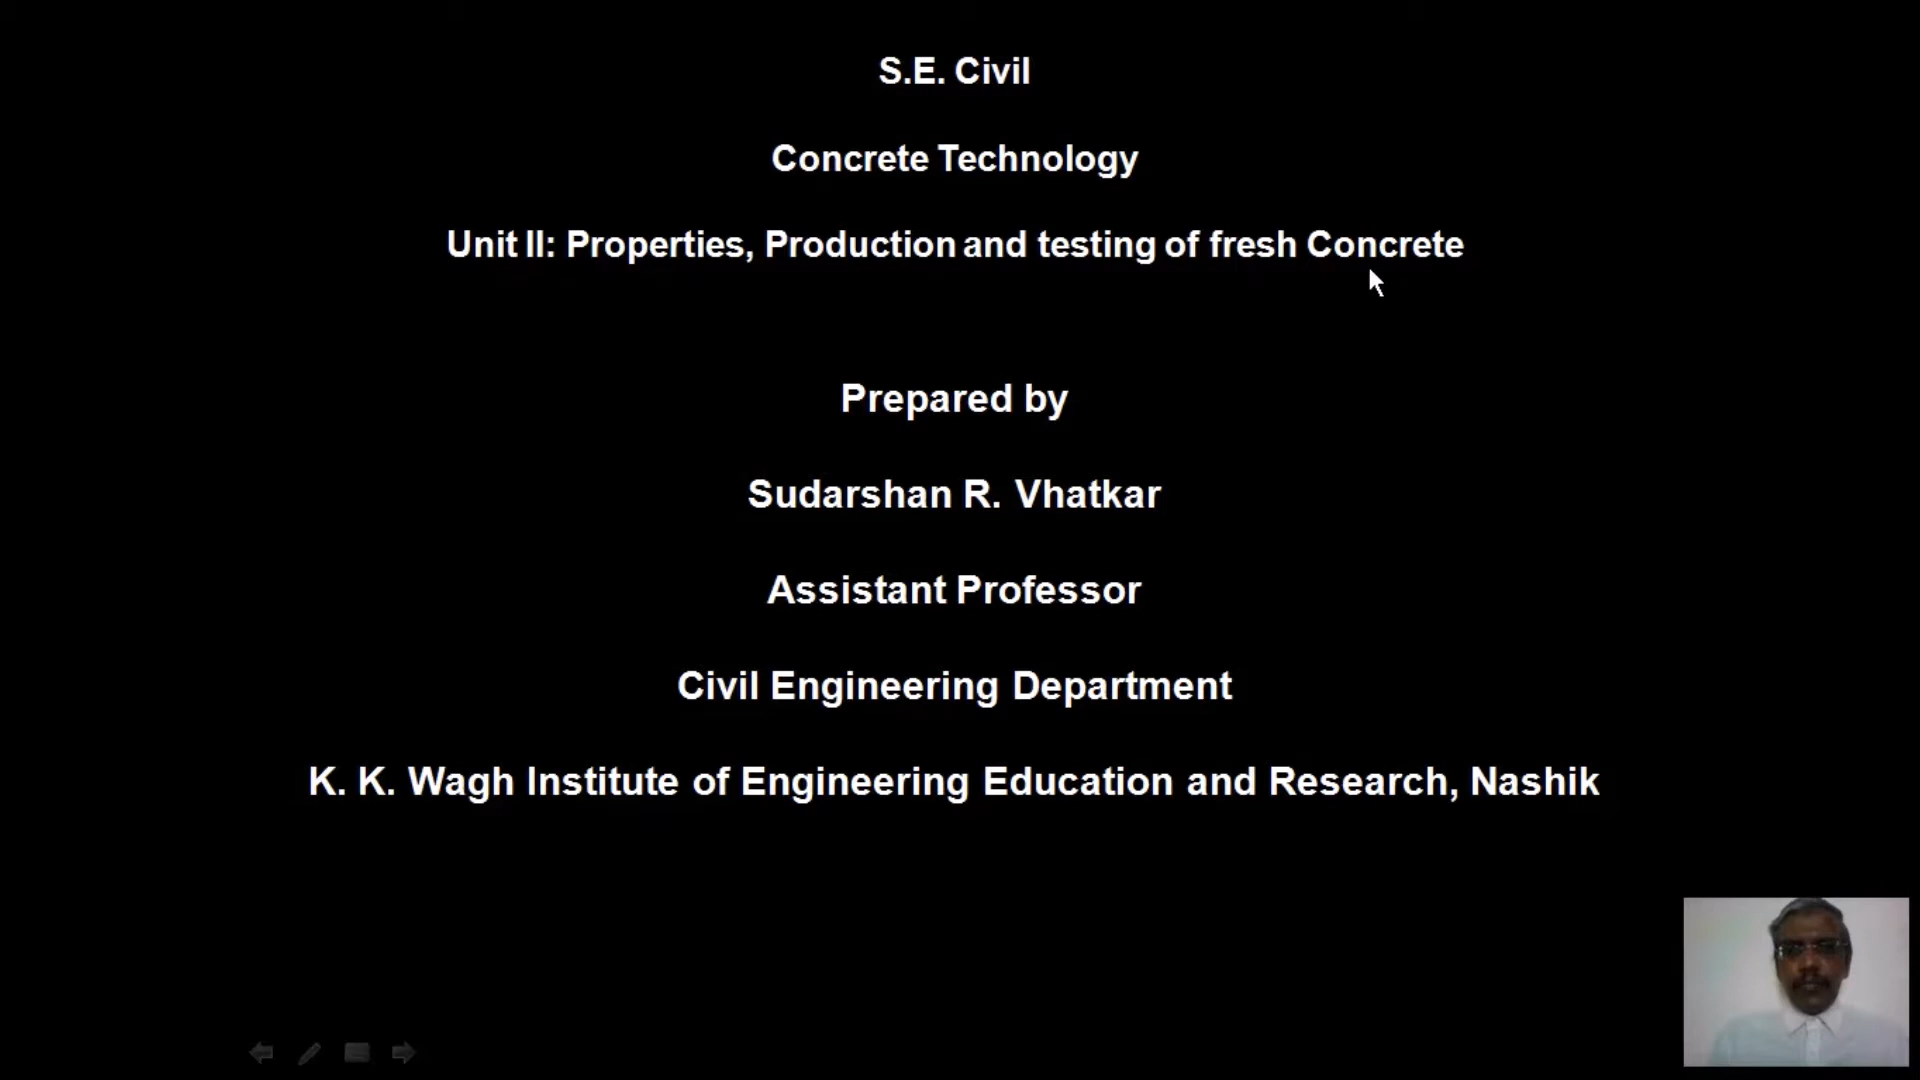 S.E. Civil
Concrete Technology
Unit II: Properties, Production and testing of fresh Concrete
Prepared by
Sudarshan R. Vhatkar
Assistant Professor
Civil Engineering Department
K. K. Wagh Institute of Engineering Education and Research, Nashik